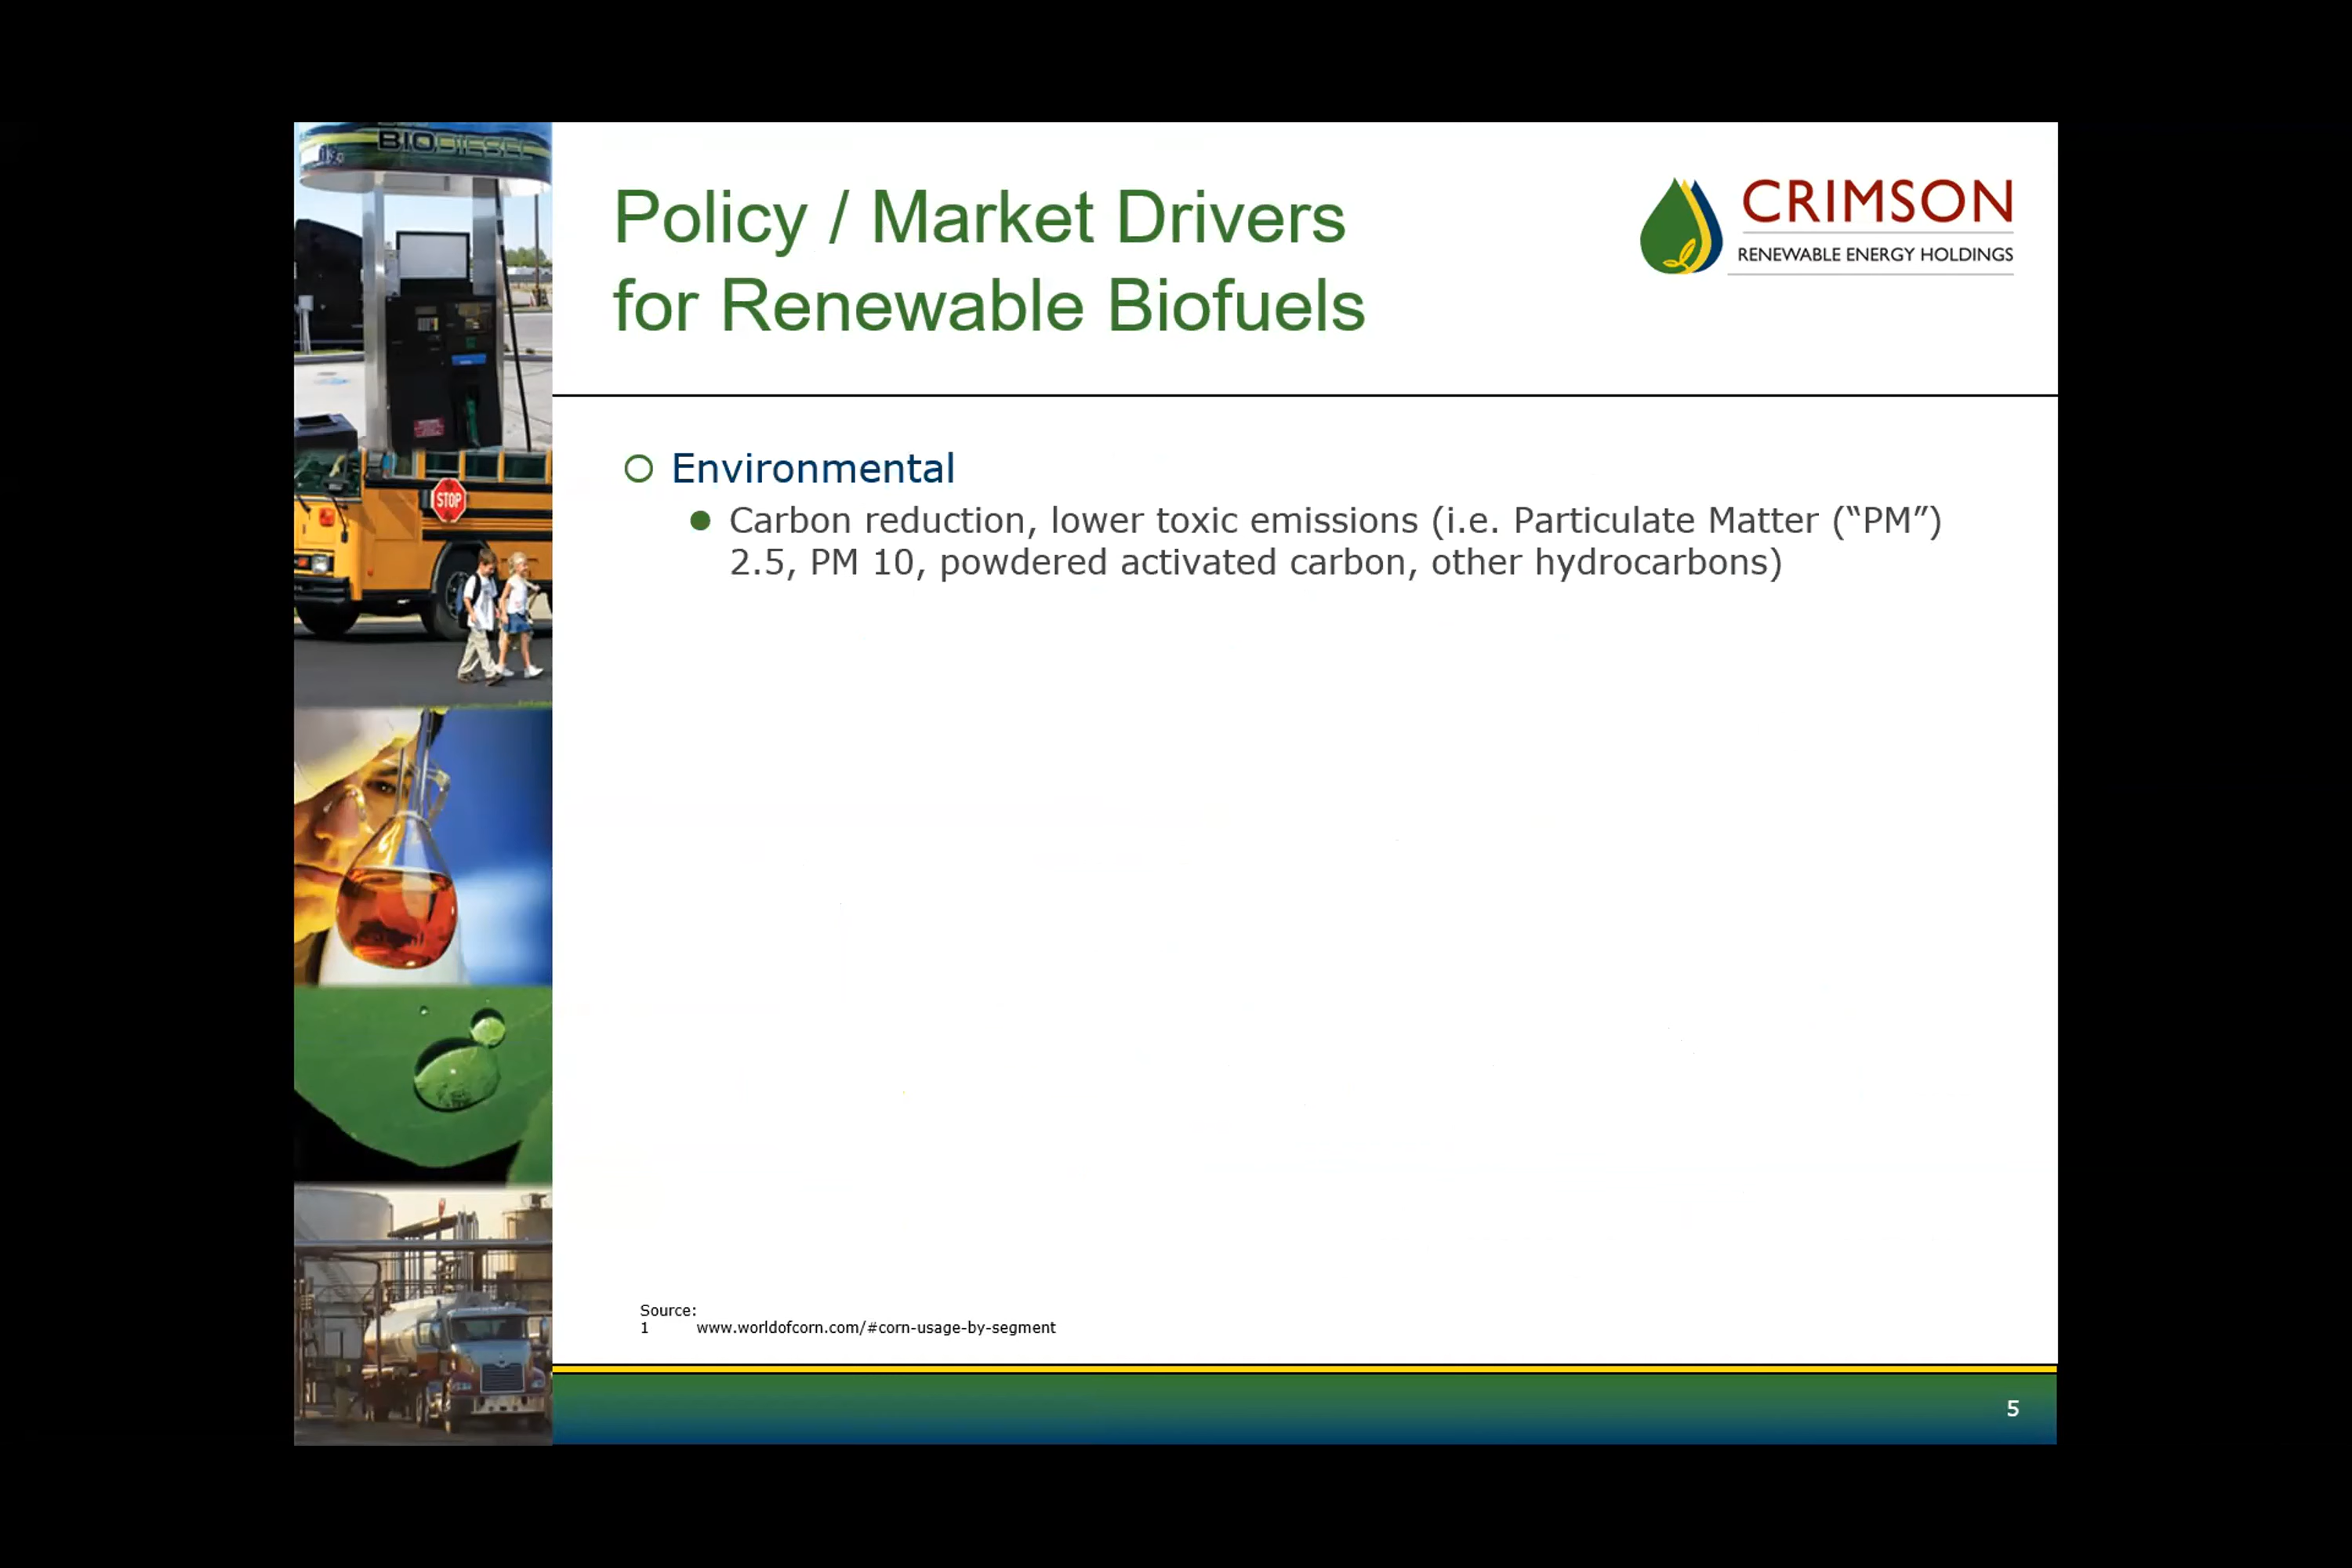 BIODIESEL
STOP
Policy / Market Drivers
for Renewable Biofuels
CRIMSON
RENEWABLE ENERGY HOLDINGS
Environmental
Carbon reduction, lower toxic emissions (i.e. Particulate Matter (“PM”)
2.5, PM 10, powdered activated carbon, other hydrocarbons)
Source:
1 www.worldofcorn.com/#corn-usage-by-segment
5